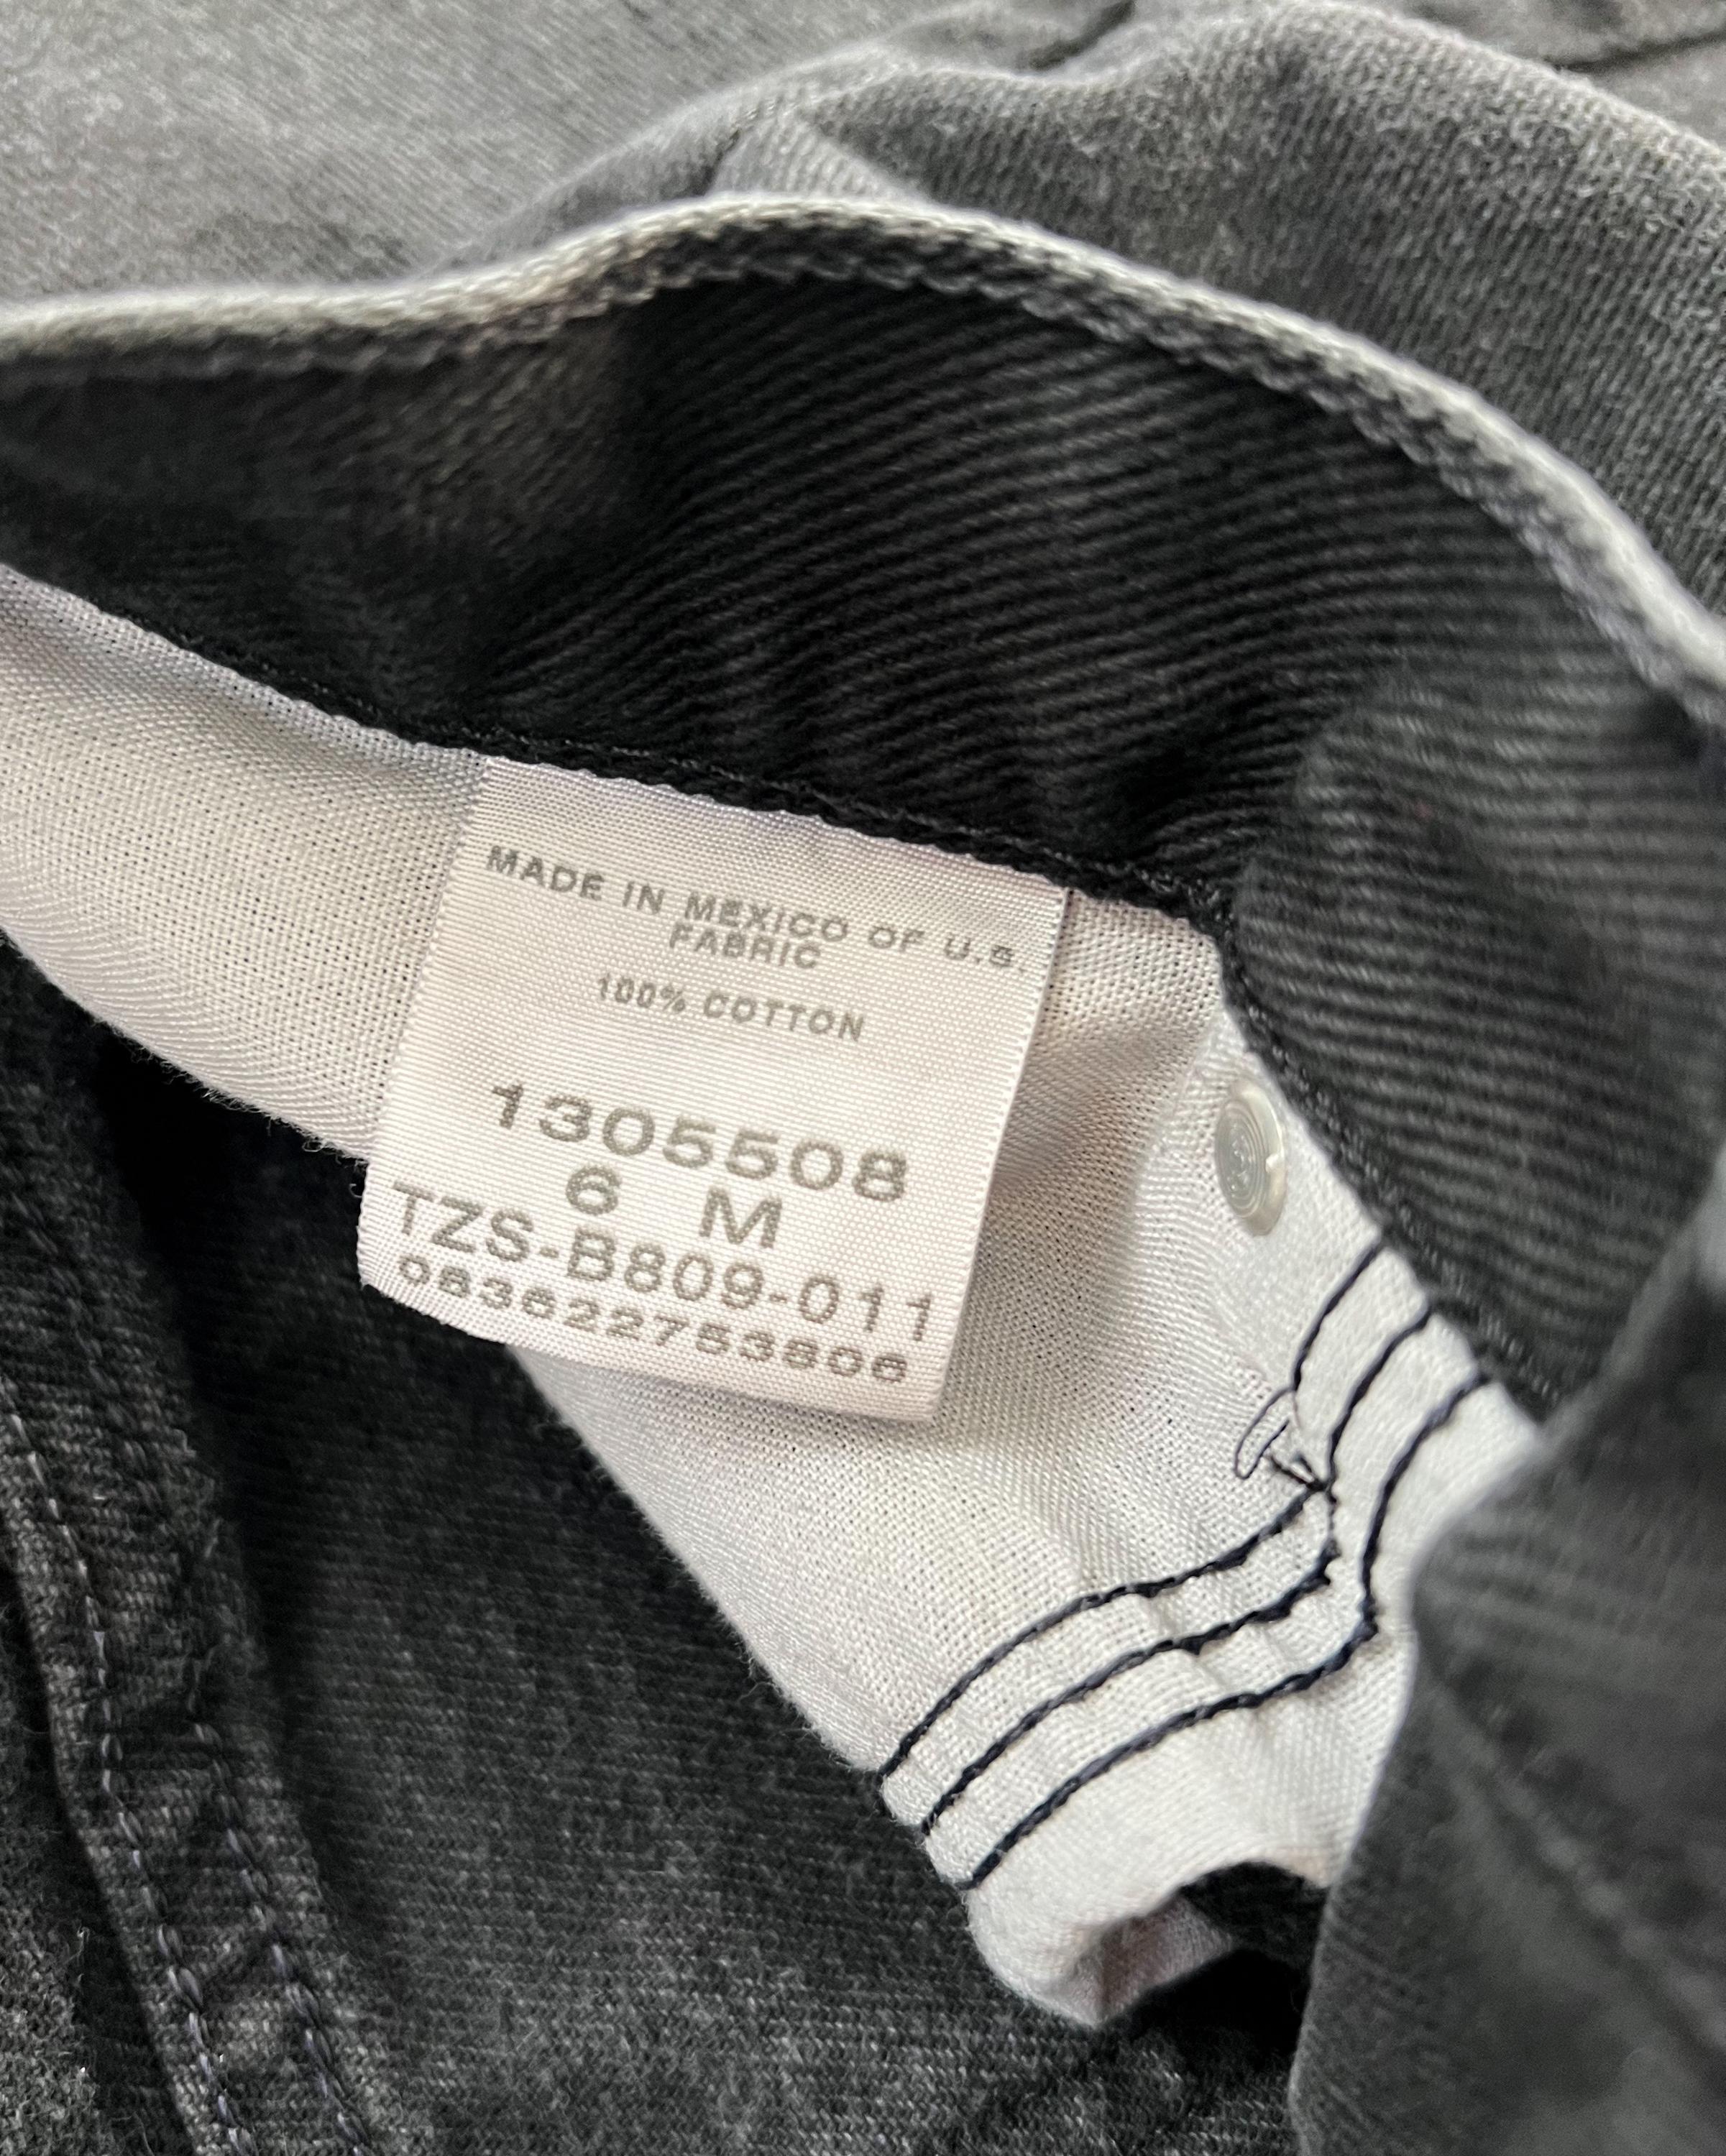 MADE IN MEXICO OF U.S.
FABRIC
100% COTTON
1305508
6 M
TZS-B809-011
083622753806